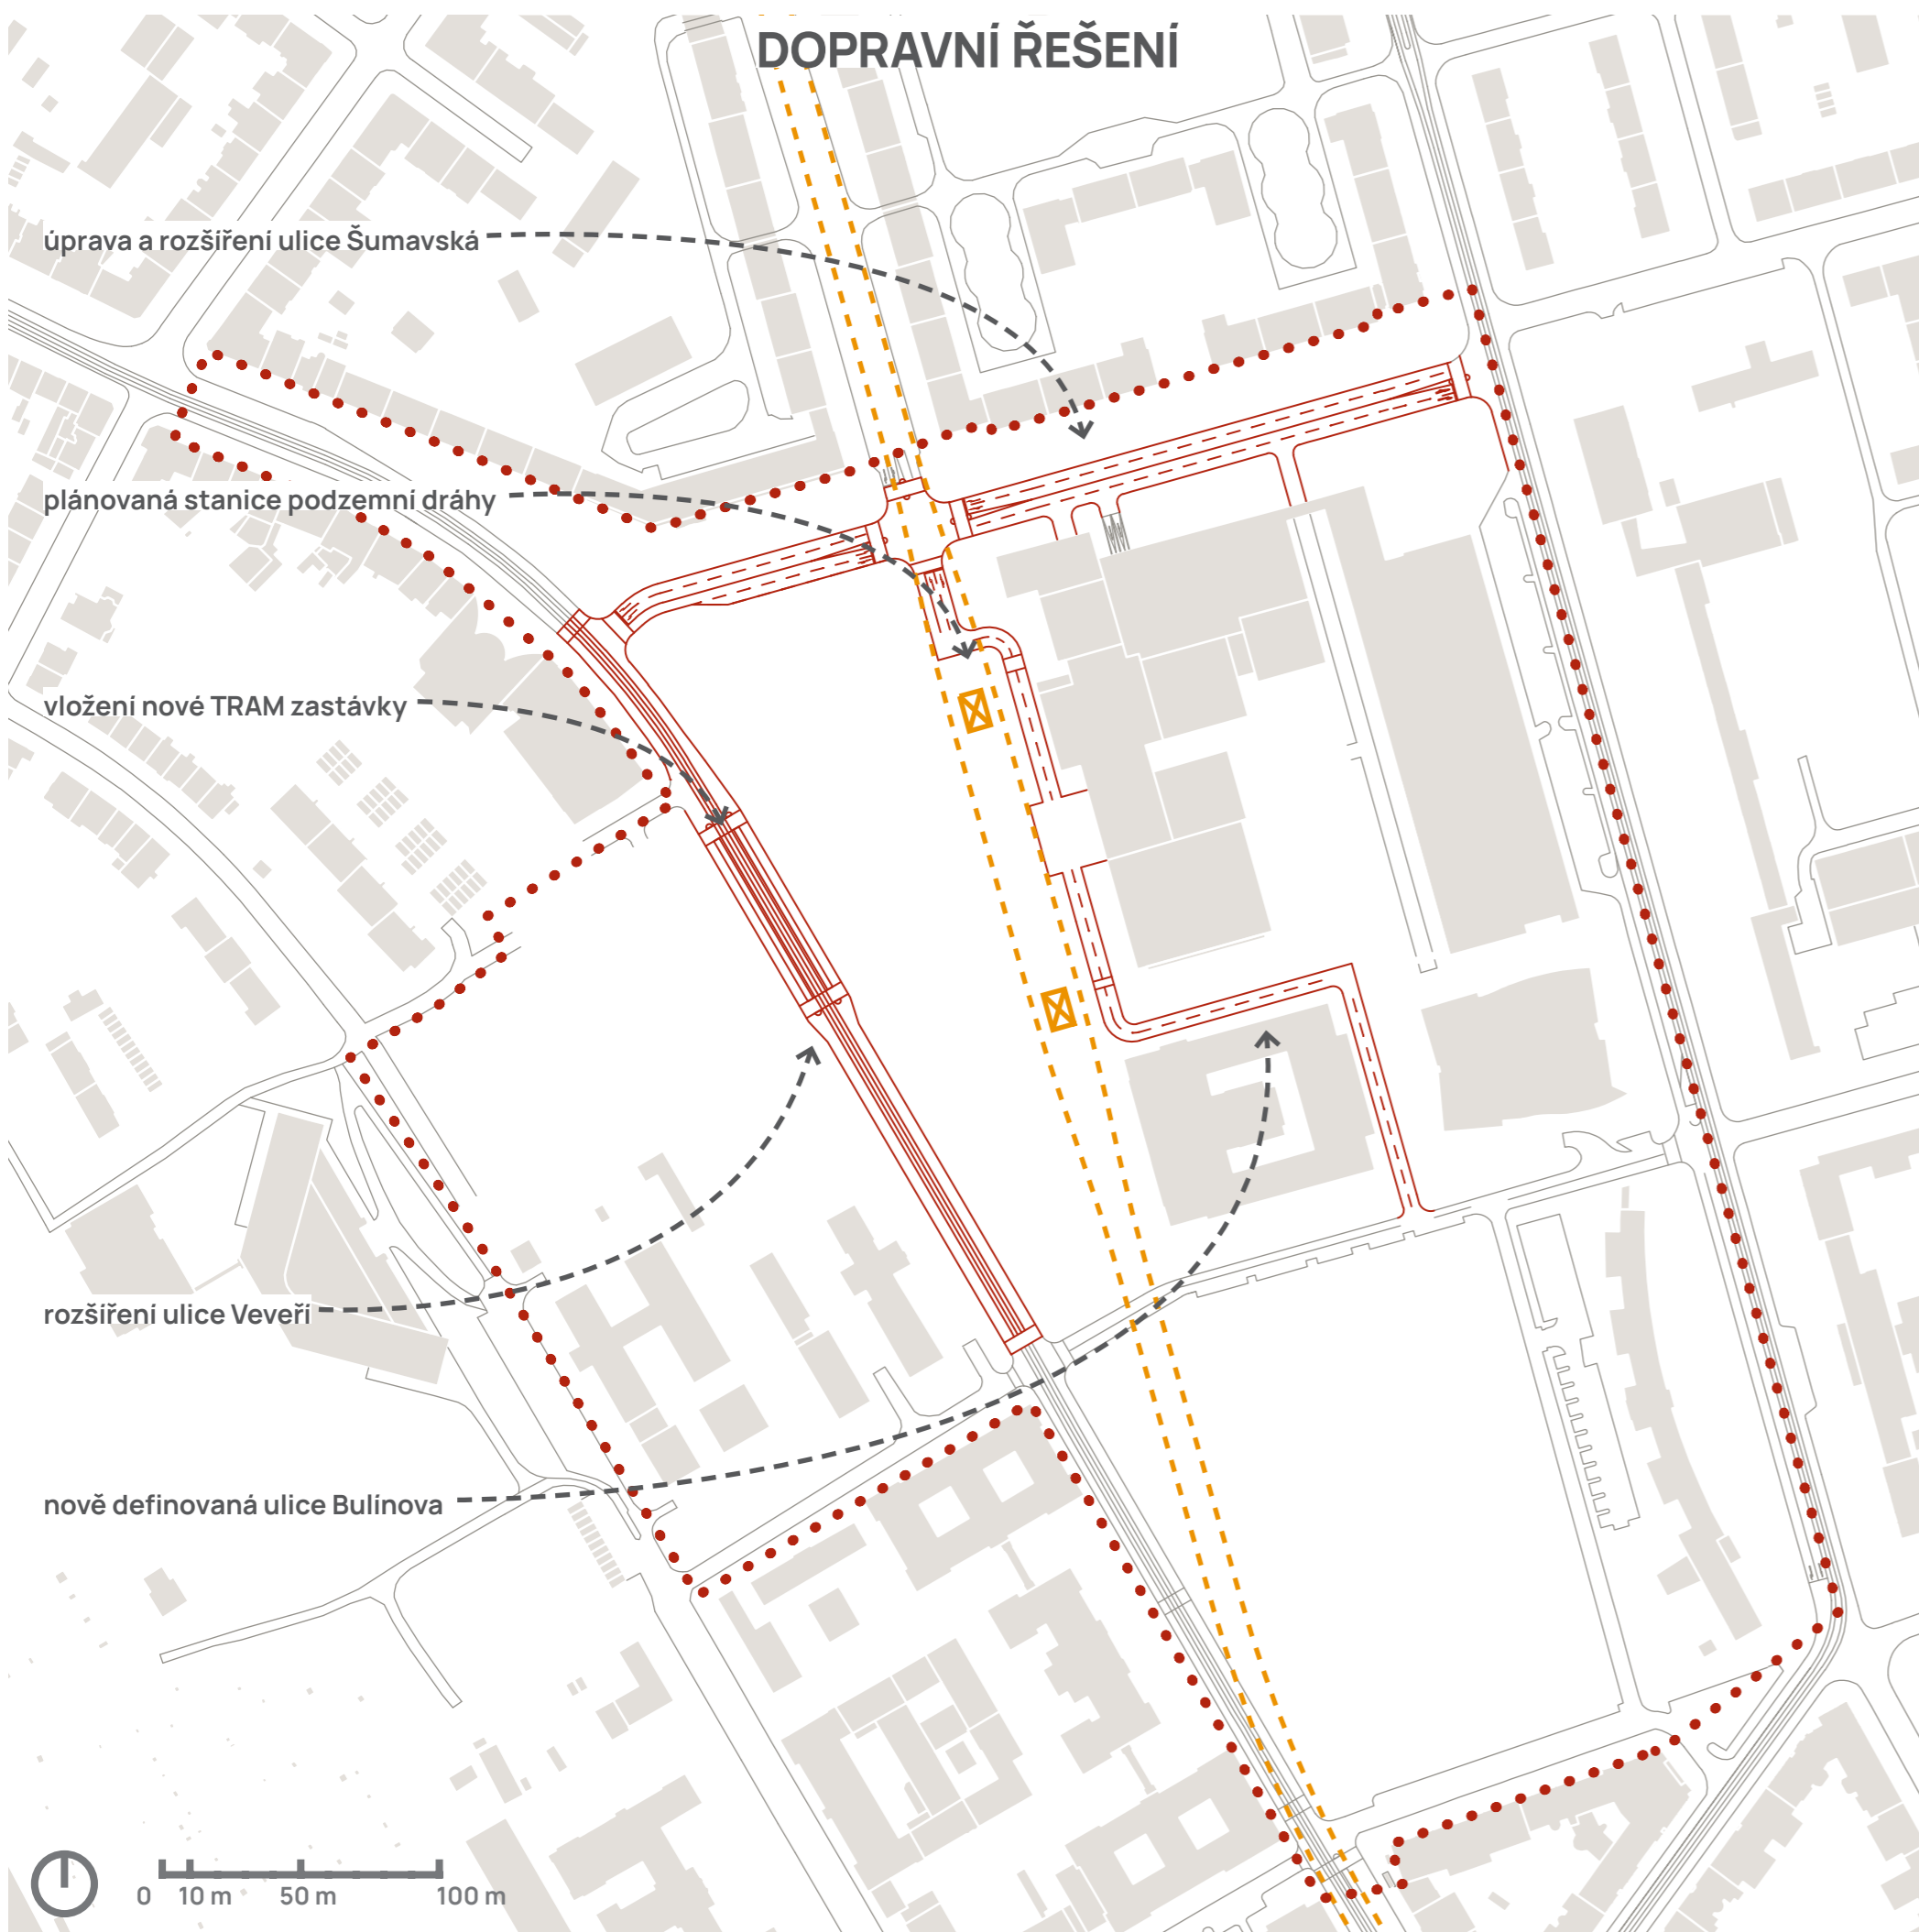 DOPRAVNÍ ŘEŠENÍ
úprava a rozšíření ulice Šumavská
plánovaná stanice podzemní dráhy
vložení nové TRAM zastávky
rozšíření ulice Veveří
nově definovaná ulice Bulínova
0 10 m 50 m 100 m